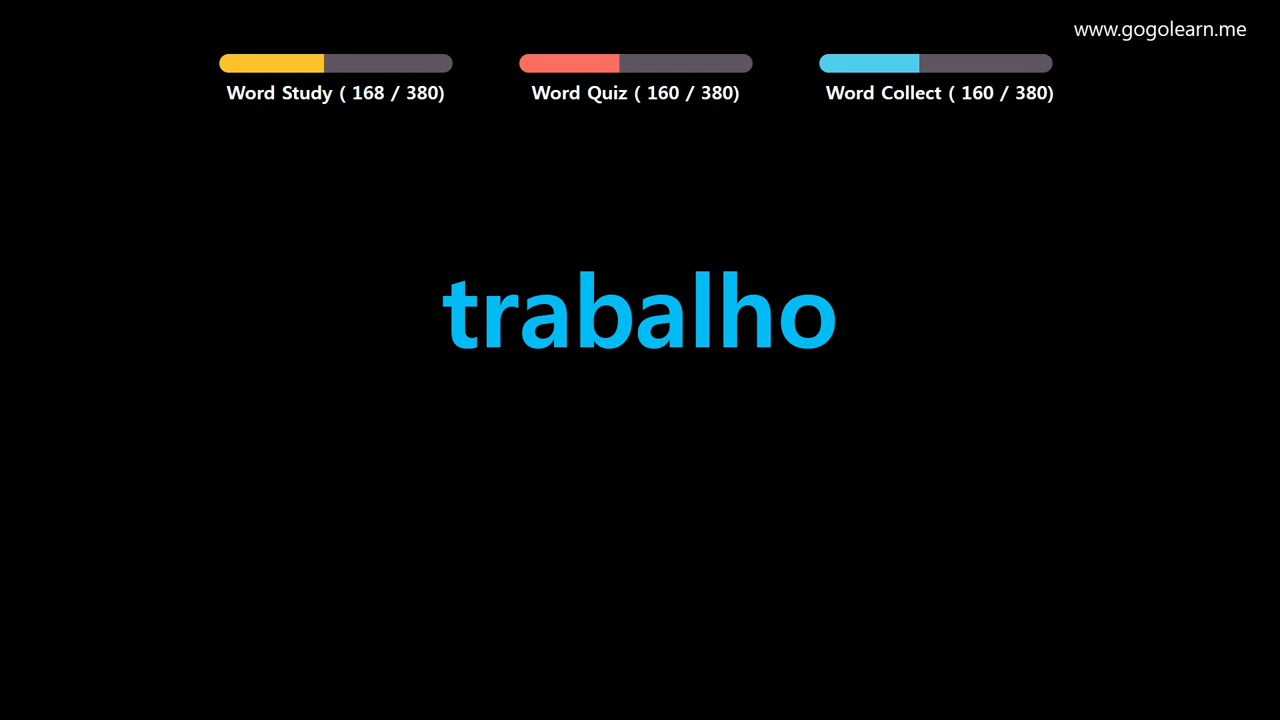 www.gogolearn.me
Word Study ( 168 / 380)
Word Quiz ( 160 / 380)
Word Collect ( 160 / 380)
trabalho